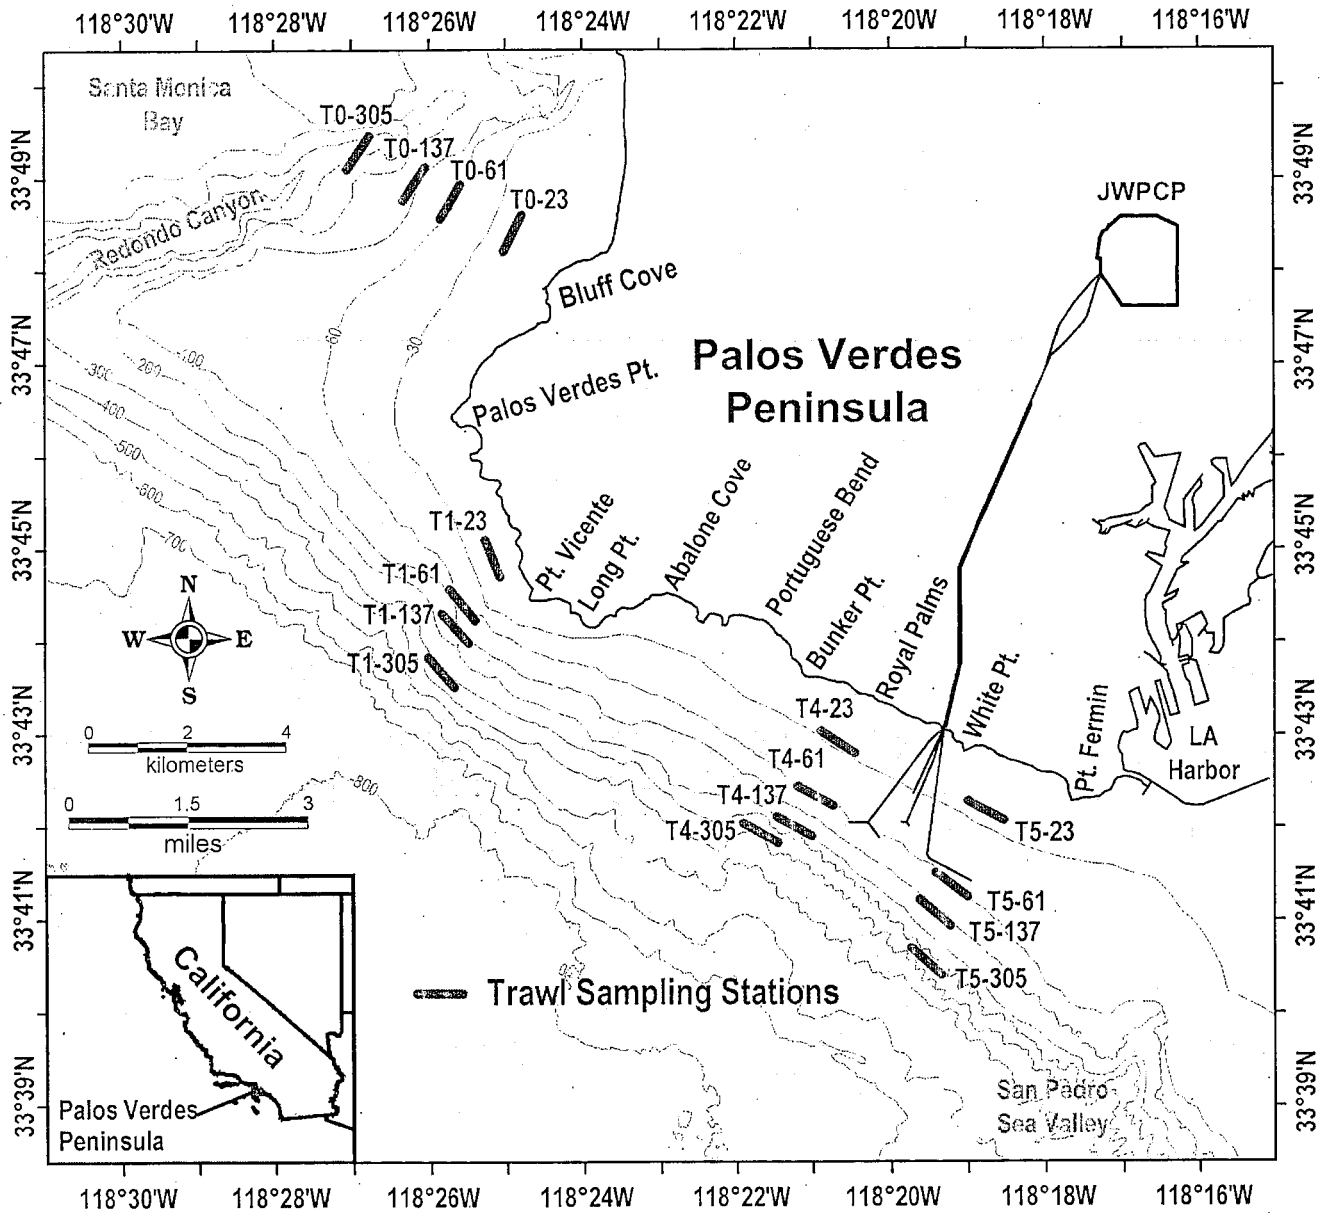 118°30'W 118°28'W 118°26'W 118°24'W 118°22'W 118°20'W 118°18'W 118°16'W
33°49'N
33°47'N
33°45'N
33°43'N
33°41'N
33°39'N
Santa Monica
Bay
T0-305
T0-137
T0-61
T0-23
Redondo Canyon
JWPCP
Bluff Cove
60
30
Palos Verdes
Peninsula
Palos Verdes Pt.
100
200
300
400
500
600
700
800
T1-23
T1-61
T1-137
T1-305
Pt. Vicente
Long Pt.
Abalone Cove
Portuguese Bend
Bunker Pt.
Royal Palms
White Pt.
Pt. Fermin
LA
Harbor
N
W E
S
0 2 4
kilometers
0 1.5 3
miles
T4-23
T4-61
T4-137
T4-305
T5-23
T5-61
T5-137
T5-305
Trawl Sampling Stations
San Pedro
Sea Valley
California
Palos Verdes
Peninsula
33°49'N
33°47'N
33°45'N
33°43'N
33°41'N
33°39'N
118°30'W 118°28'W 118°26'W 118°24'W 118°22'W 118°20'W 118°18'W 118°16'W